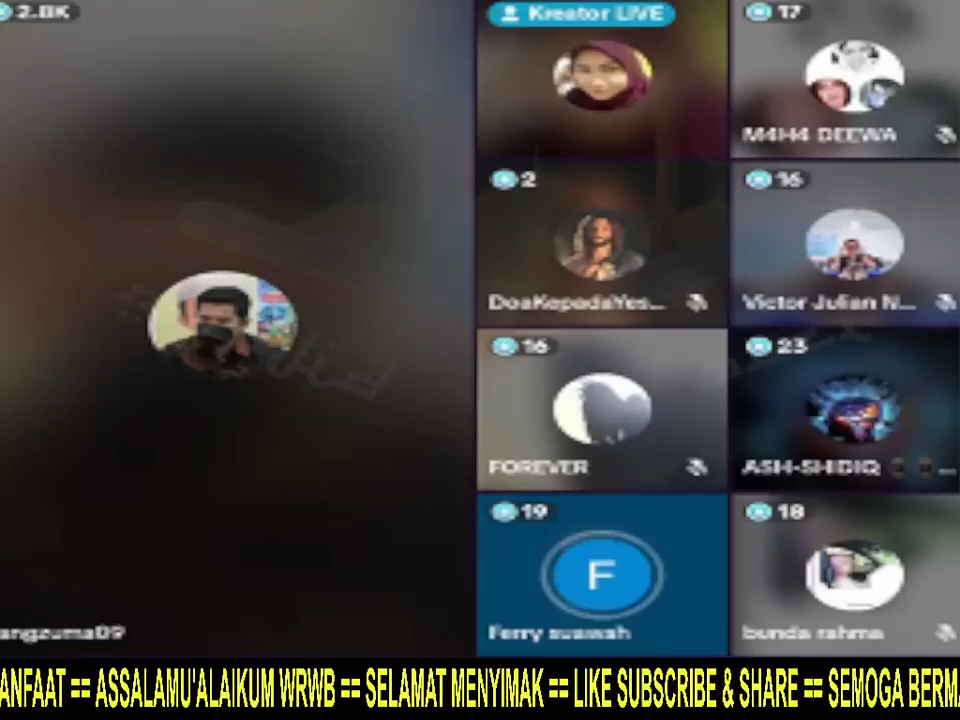 2.8K
Kreator LIVE
17
M4H4 DEEWA
2
DoaKepadaYes...
16
Victor Julian N...
16
FOREVER
23
ASH-SHIDIQ
19
F
Ferry suawah
18
bunda rahma
angzuma09
ANFAAT == ASSALAMU'ALAIKUM WRWB == SELAMAT MENYIMAK == LIKE SUBSCRIBE & SHARE == SEMOGA BERMA